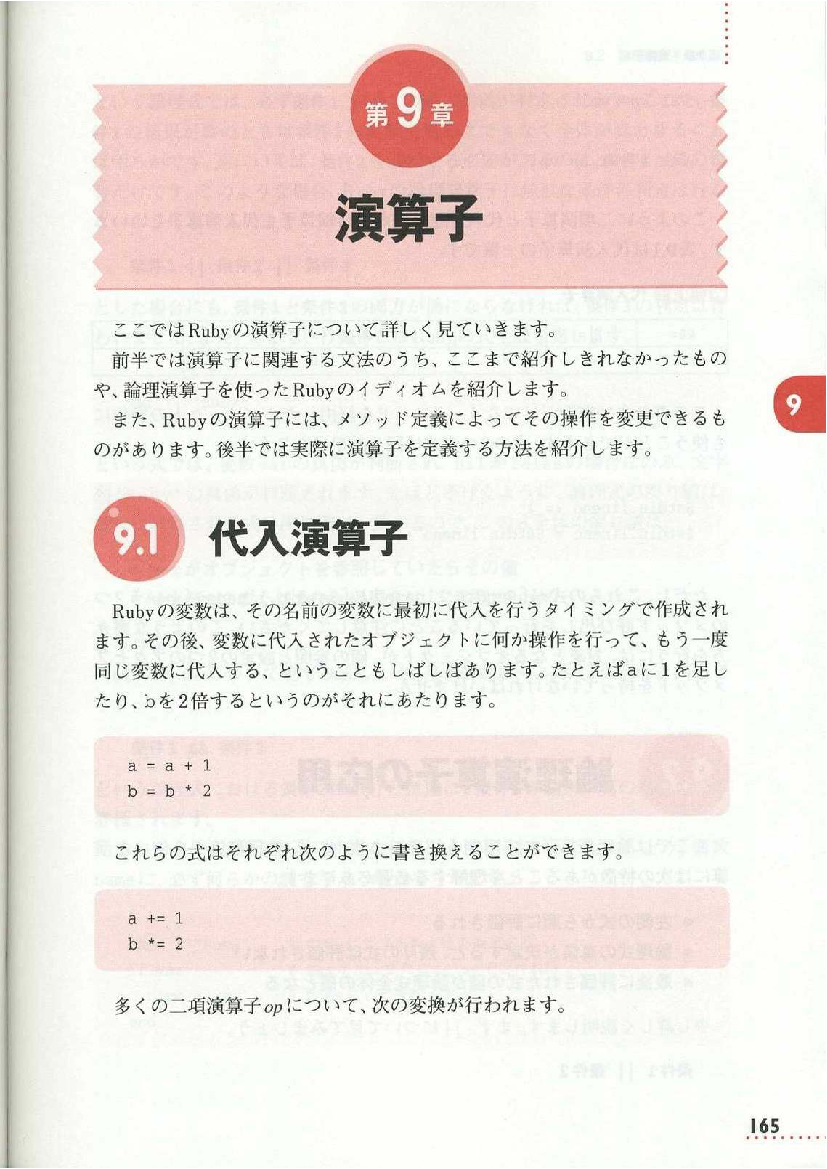 第9章
演算子
ここではRubyの演算子について詳しく見ていきます。
前半では演算子に関連する文法のうち、ここまで紹介しきれなかったもの
や、論理演算子を使ったRubyのイディオムを紹介します。
また、Rubyの演算子には、メソッド定義によってその操作を変更できるも
のがあります。後半では実際に演算子を定義する方法を紹介します。
9
9.1 代入演算子
Rubyの変数は、その名前の変数に最初に代入を行うタイミングで作成され
ます。その後、変数に代入されたオブジェクトに何か操作を行って、もう一度
同じ変数に代入する、ということもしばしばあります。たとえばaに1を足し
たり、bを2倍するというのがそれにあたります。
a = a + 1
b = b * 2
これらの式はそれぞれ次のように書き換えることができます。
a += 1
b *= 2
多くの二項演算子opについて、次の変換が行われます。
165